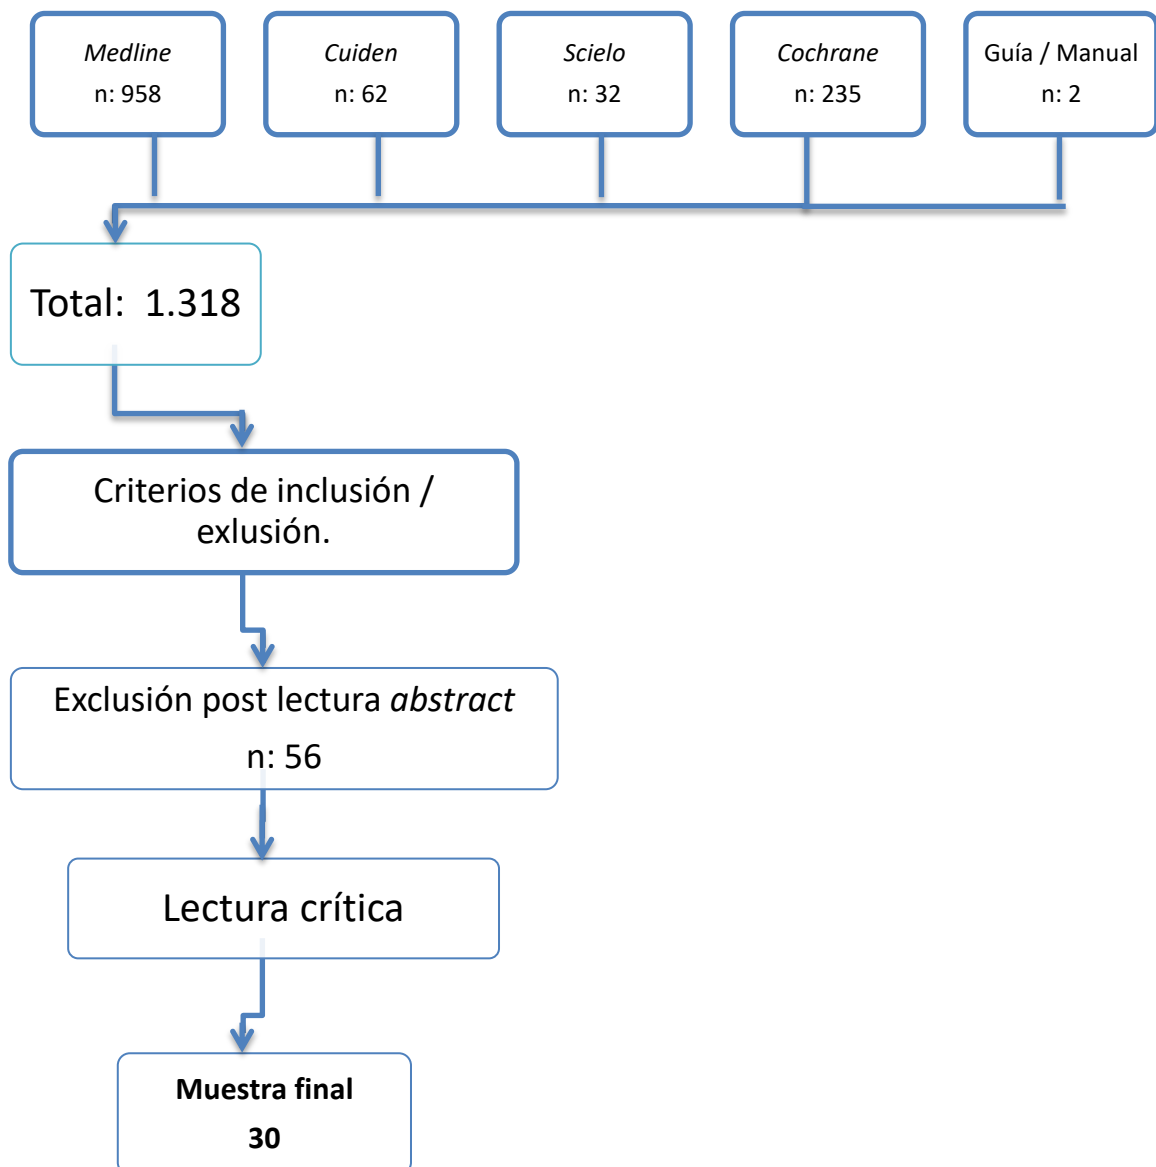 Medline
n: 958
Cuiden
n: 62
Scielo
n: 32
Cochrane
n: 235
Guía / Manual
n: 2
Total: 1.318
Criterios de inclusión /
exlusión.
Exclusión post lectura abstract
n: 56
Lectura crítica
Muestra final
30